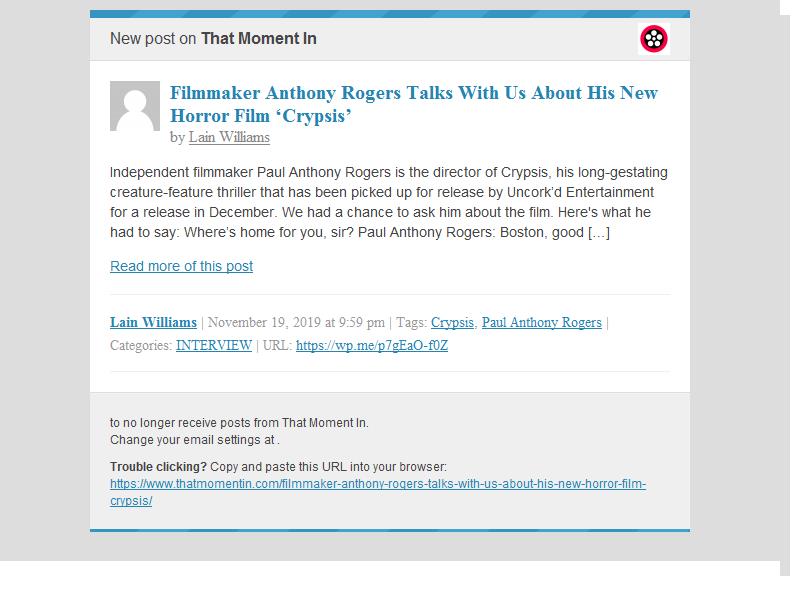 New post on That Moment In
Filmmaker Anthony Rogers Talks With Us About His New
Horror Film ‘Crypsis’
by Lain Williams
Independent filmmaker Paul Anthony Rogers is the director of Crypsis, his long-gestating
creature-feature thriller that has been picked up for release by Uncork’d Entertainment
for a release in December. We had a chance to ask him about the film. Here's what he
had to say: Where’s home for you, sir? Paul Anthony Rogers: Boston, good […]
Read more of this post
Lain Williams | November 19, 2019 at 9:59 pm | Tags: Crypsis, Paul Anthony Rogers |
Categories: INTERVIEW | URL: https://wp.me/p7gEaO-f0Z
to no longer receive posts from That Moment In.
Change your email settings at .
Trouble clicking? Copy and paste this URL into your browser:
https://www.thatmomentin.com/filmmaker-anthony-rogers-talks-with-us-about-his-new-horror-film-
crypsis/